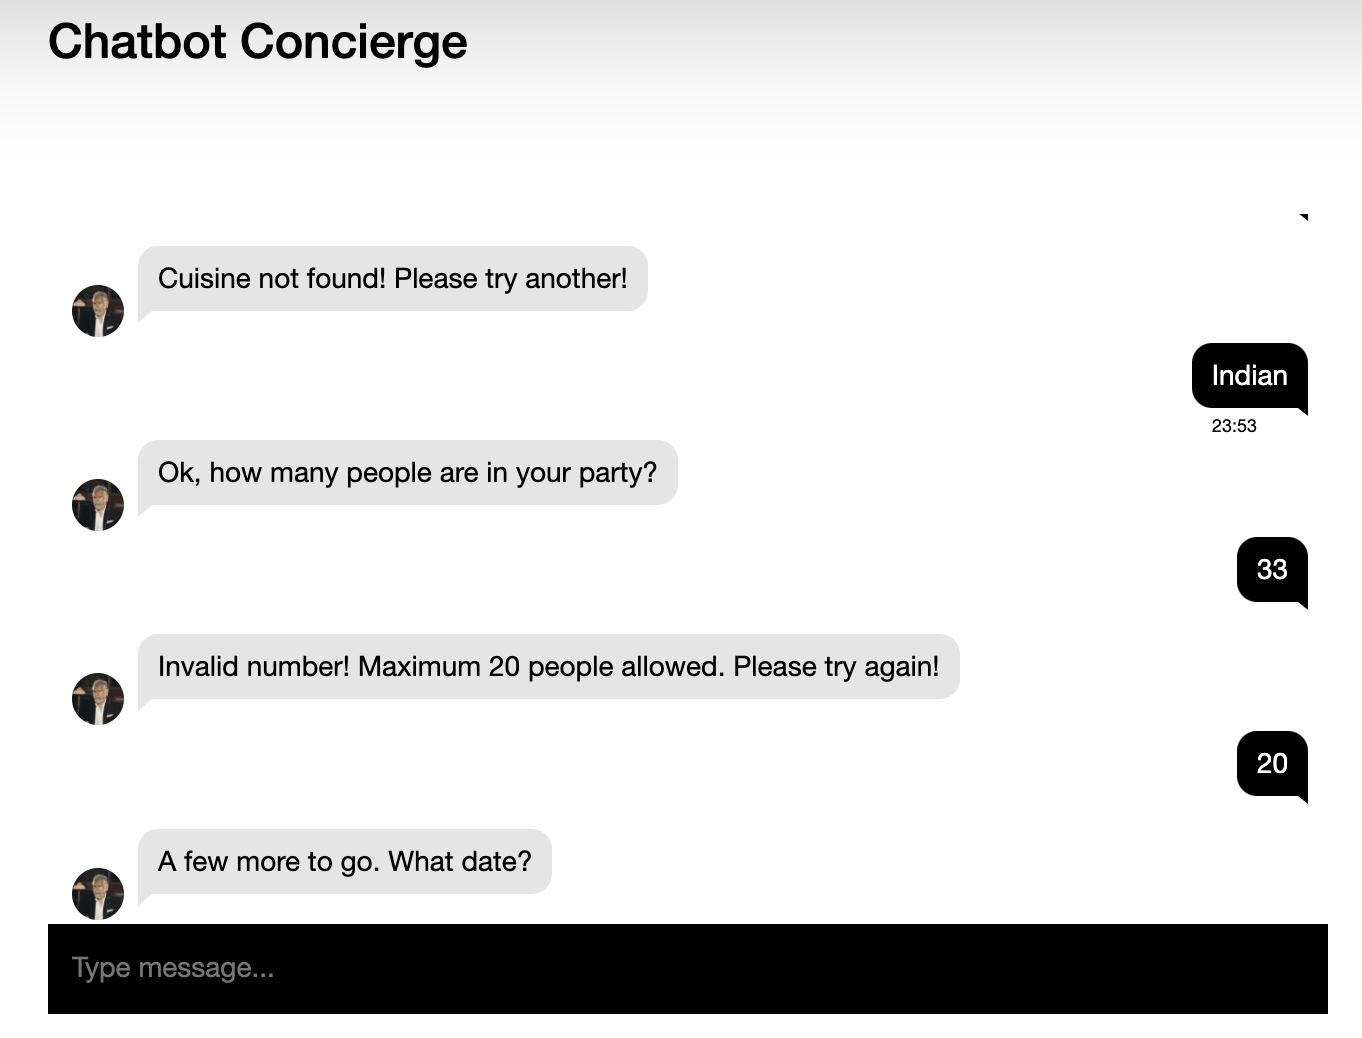 Chatbot Concierge
Cuisine not found! Please try another!
Indian
23:53
Ok, how many people are in your party?
33
Invalid number! Maximum 20 people allowed. Please try again!
20
A few more to go. What date?
Type message...